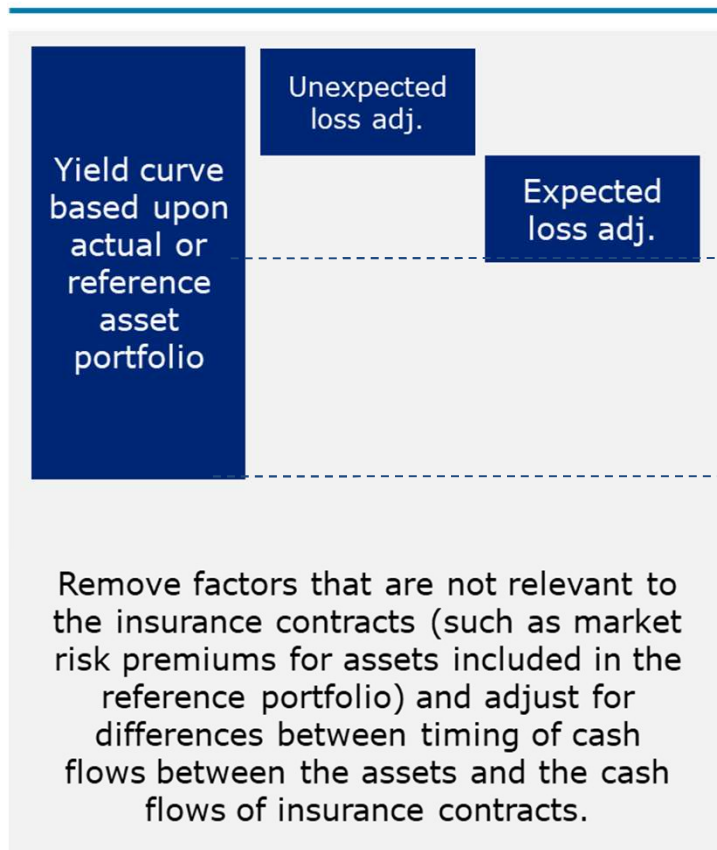 Yield curve
based upon
actual or
reference
asset
portfolio
Unexpected
loss adj.
Expected
loss adj.
Remove factors that are not relevant to
the insurance contracts (such as market
risk premiums for assets included in the
reference portfolio) and adjust for
differences between timing of cash
flows between the assets and the cash
flows of insurance contracts.